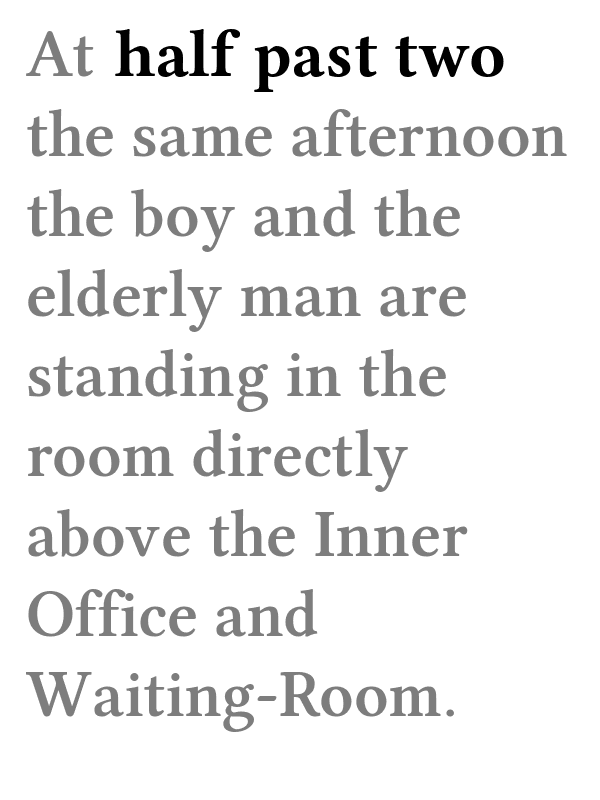 At half past two
the same afternoon
the boy and the
elderly man are
standing in the
room directly
above the Inner
Office and
Waiting-Room.